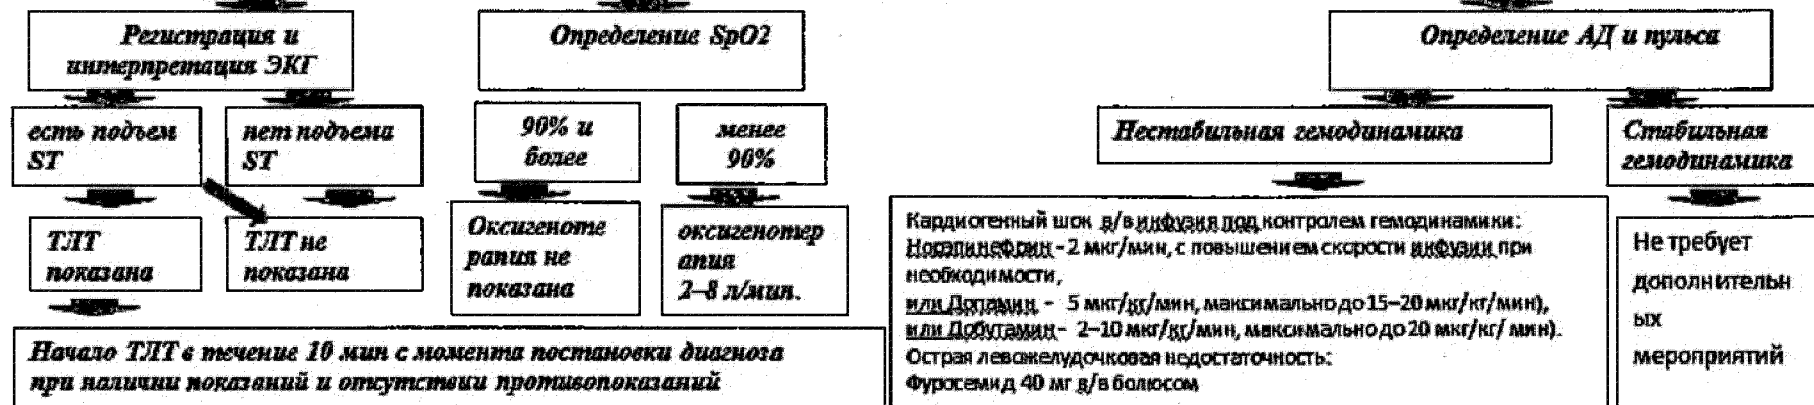 Регистрация и
интерпретация ЭКГ
Определение SpO2
Определение АД и пульса
есть подъем
ST
нет подъема
ST
90% и
более
менее
90%
Нестабильная гемодинамика
Стабильная
гемодинамика
ТЛТ
показана
ТЛТ не
показана
Оксигеноте
рапия не
показана
оксигенотер
апия
2–8 л/мин.
Кардиогенный шок в/в инфузия под контролем гемодинамики:
Норэпинефрин – 2 мкг/мин, с повышением скорости инфузии при
необходимости,
или Допамин – 5 мкг/кг/мин, максимально до 15–20 мкг/кг/мин),
или Добутамин – 2–10 мкг/кг/мин, максимально до 20 мкг/кг/ мин).
Острая левожелудочковая недостаточность:
Фуросемид 40 мг в/в болюсом
Не требует
дополнительн
ых
мероприятий
Начало ТЛТ в течение 10 мин с момента постановки диагноза
при наличии показаний и отсутствии противопоказаний